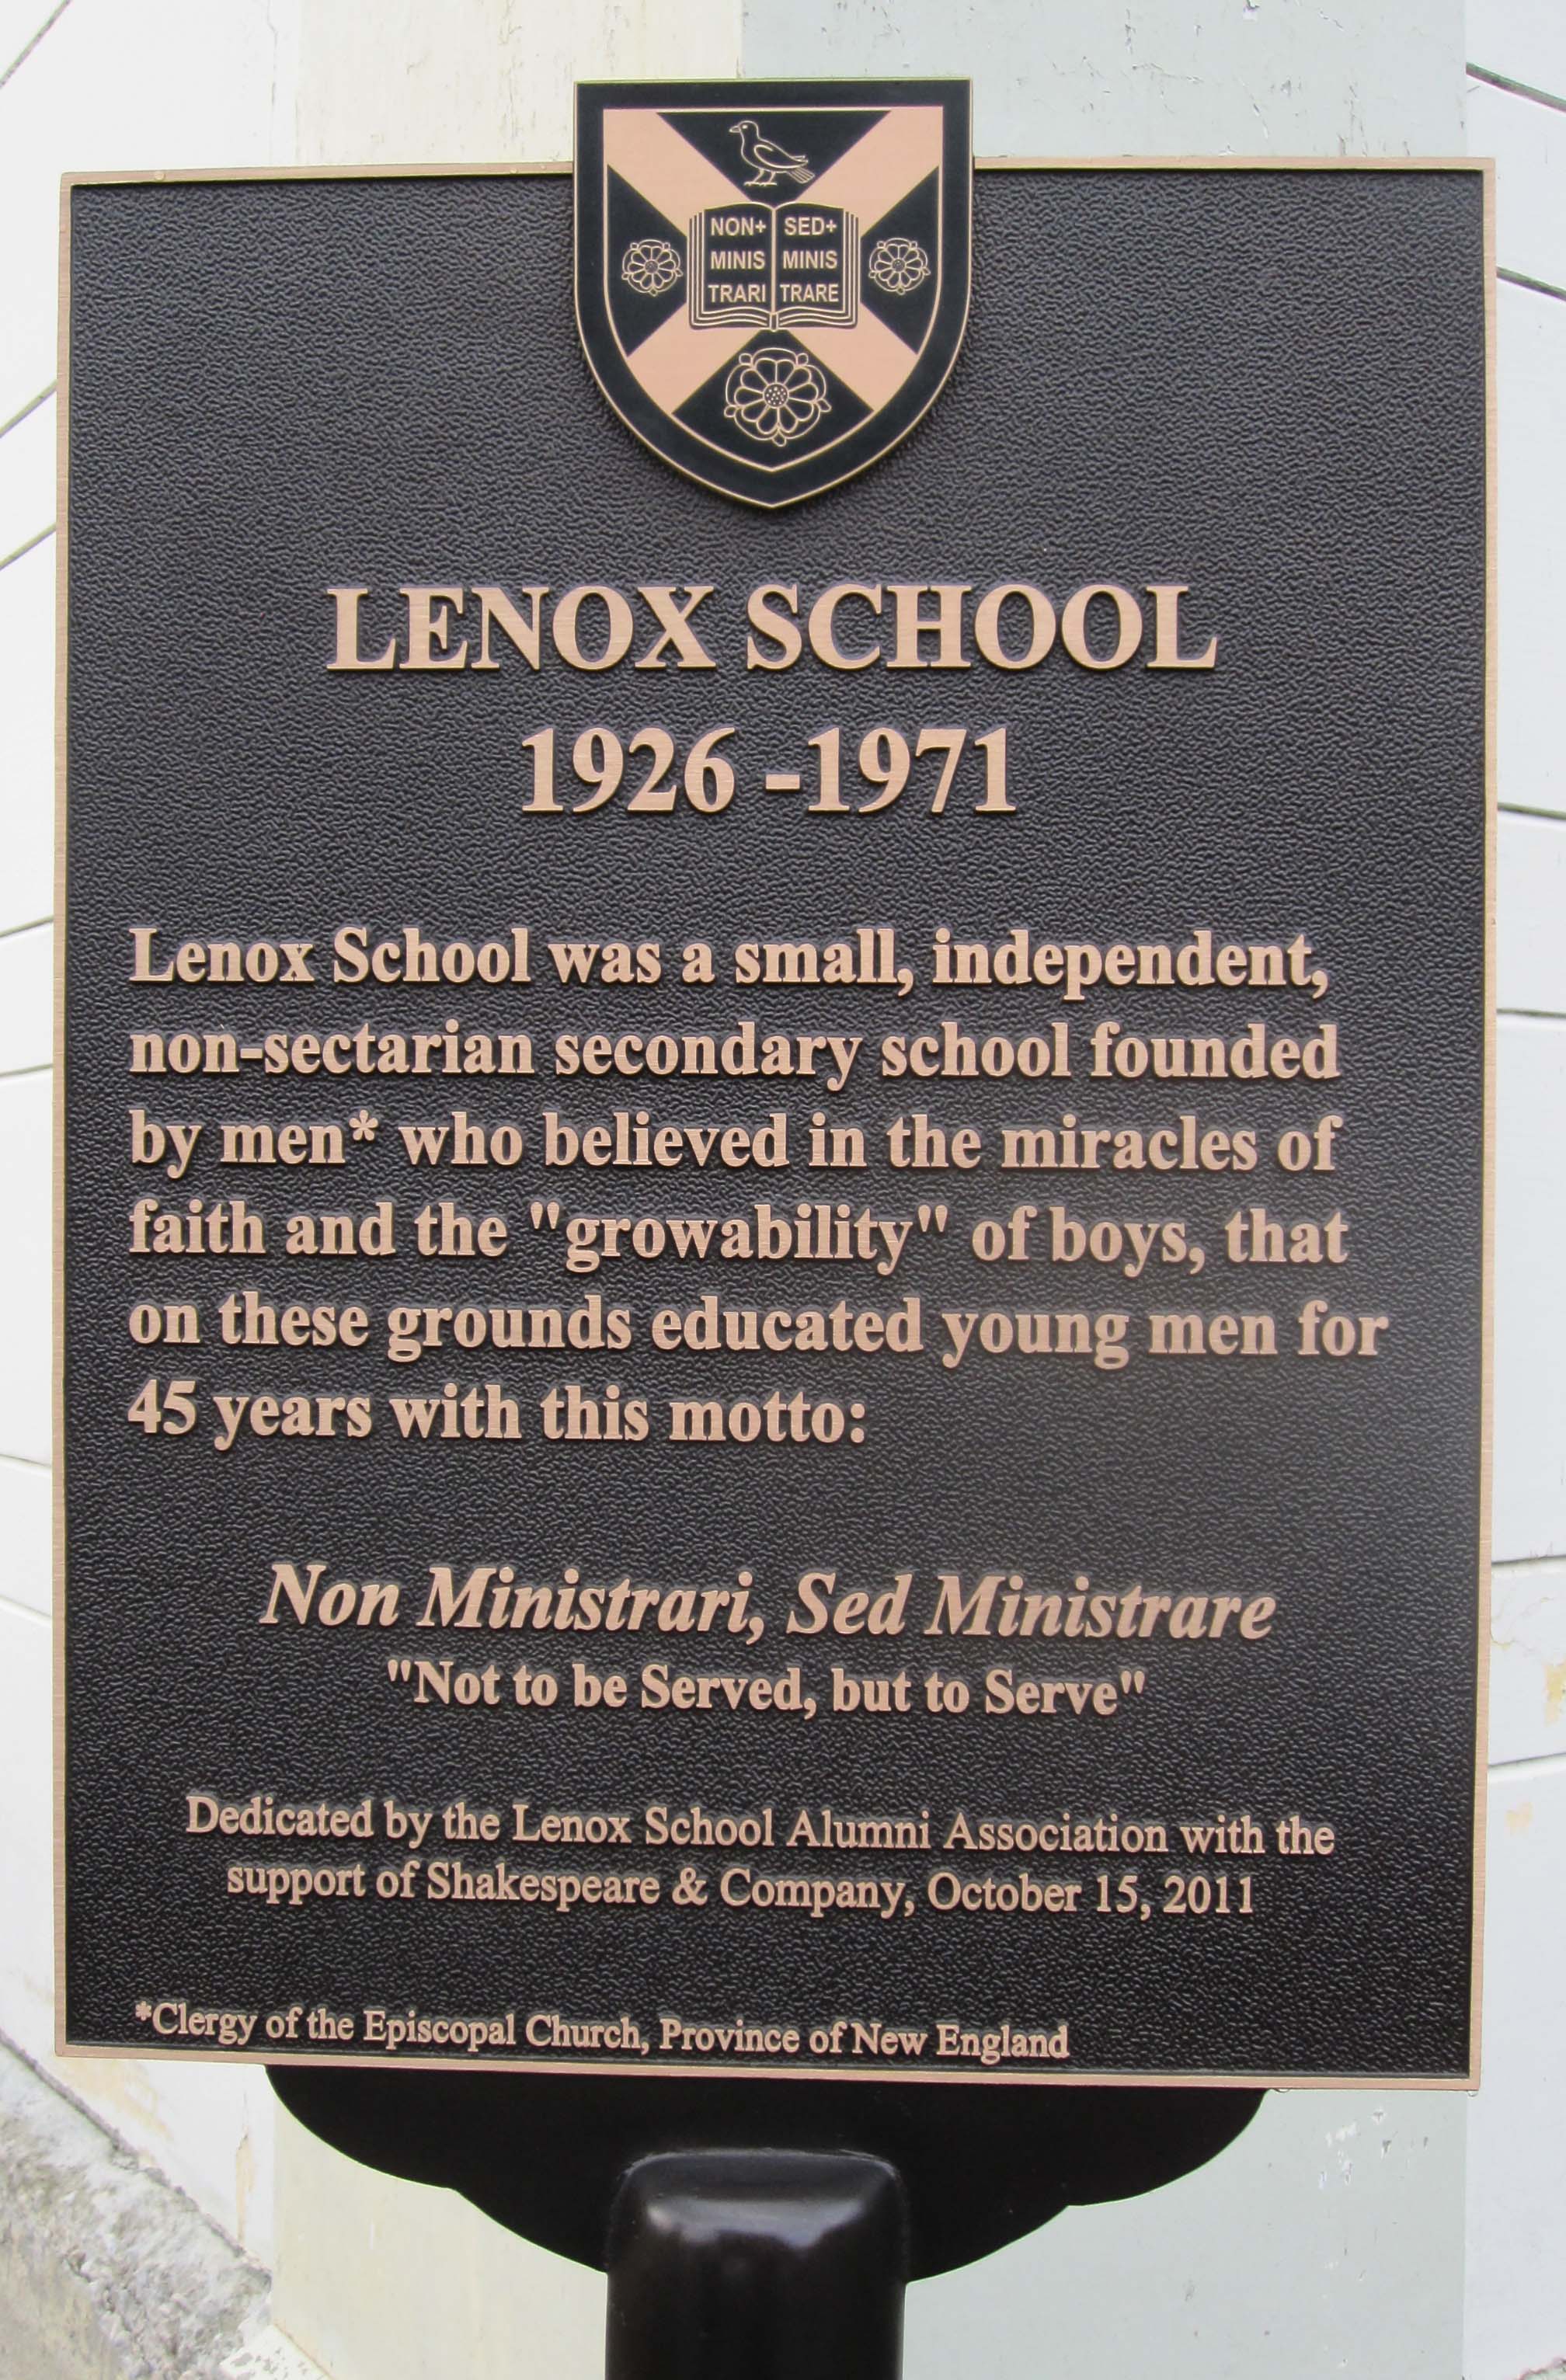 NON+ SED+
MINIS MINIS
TRARI TRARE
LENOX SCHOOL
1926 -1971
Lenox School was a small, independent,
non-sectarian secondary school founded
by men* who believed in the miracles of
faith and the "growability" of boys, that
on these grounds educated young men for
45 years with this motto:
Non Ministrari, Sed Ministrare
"Not to be Served, but to Serve"
Dedicated by the Lenox School Alumni Association with the
support of Shakespeare & Company, October 15, 2011
*Clergy of the Episcopal Church, Province of New England